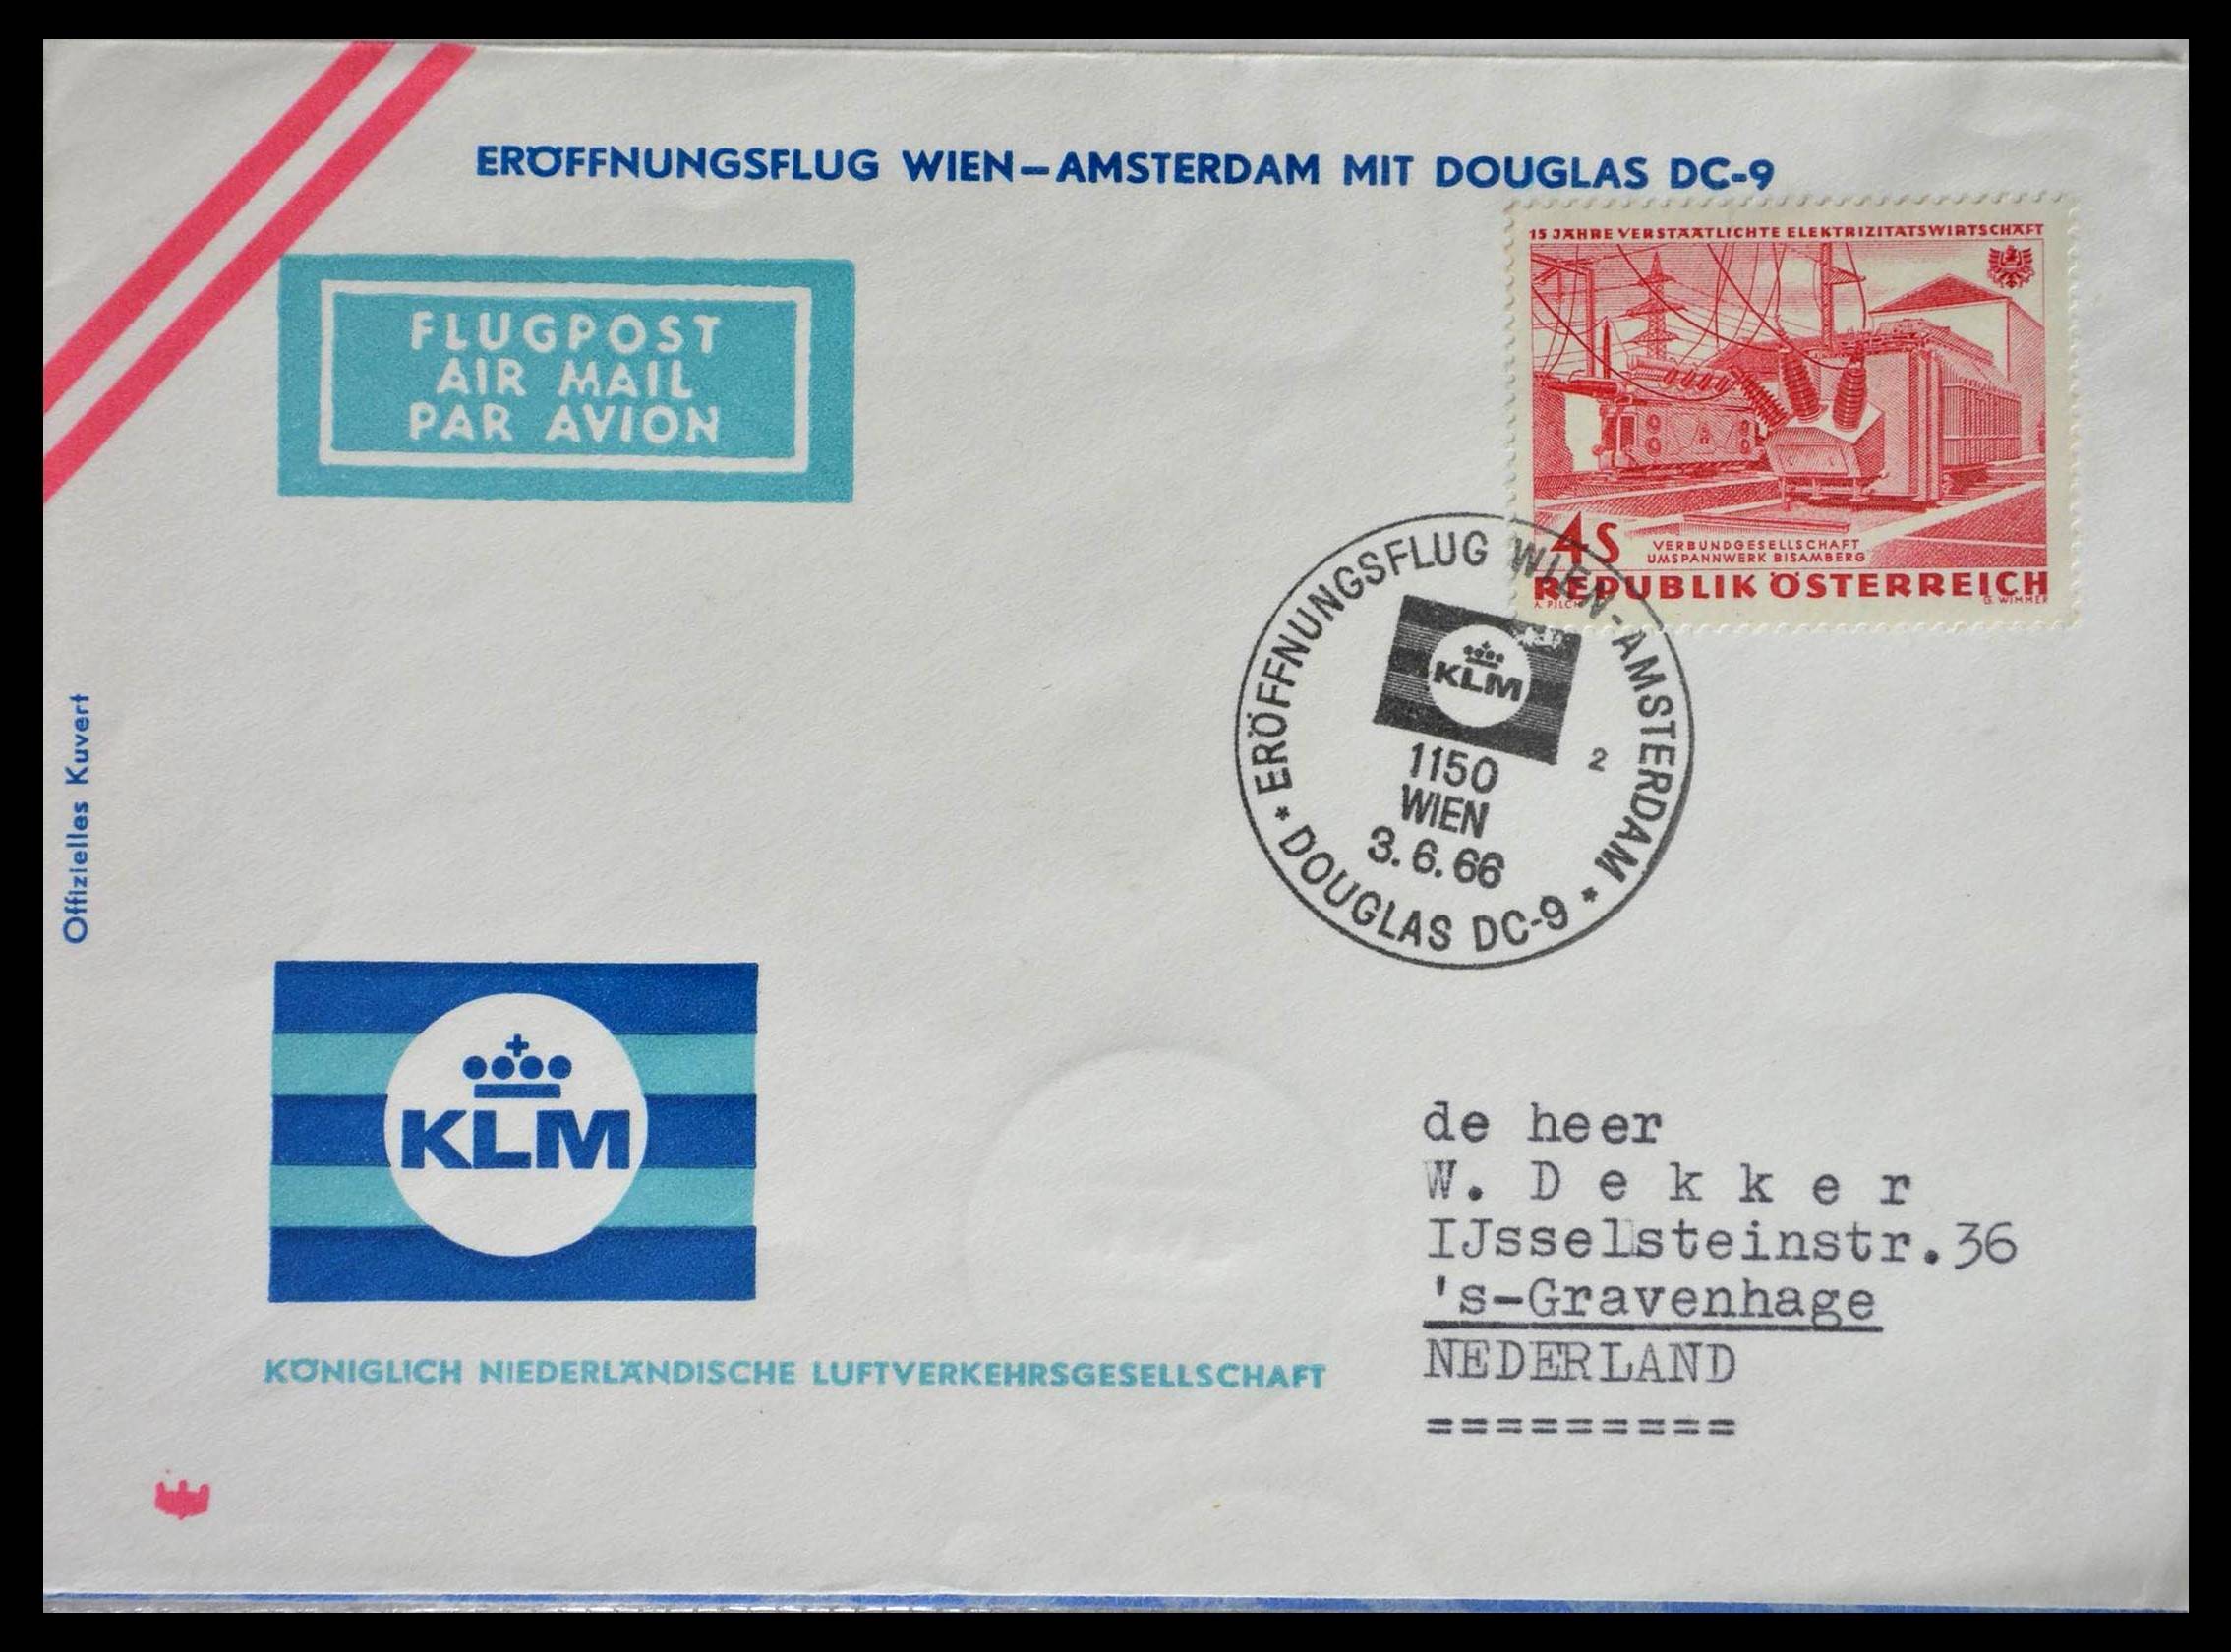 ERÖFFNUNGSFLUG WIEN–AMSTERDAM MIT DOUGLAS DC-9
15 JAHRE VERSTAATLICHTE ELEKTRIZITÄTSWIRTSCHAFT
FLUGPOST
AIR MAIL
PAR AVION
4S
VERBUNDGESELLSCHAFT
UMSPANNWERK BISAMBERG
REPUBLIK ÖSTERREICH
A. PILCH
G. WIMMER
* ERÖFFNUNGSFLUG WIEN-AMSTERDAM *
KLM
1150
2
WIEN
3.6.66
DOUGLAS DC-9
Offizielles Kuvert
KLM
KÖNIGLICH NIEDERLÄNDISCHE LUFTVERKEHRSGESELLSCHAFT
de heer
W. D e k k e r
IJsselsteinstr.36
's-Gravenhage
NEDERLAND
=========